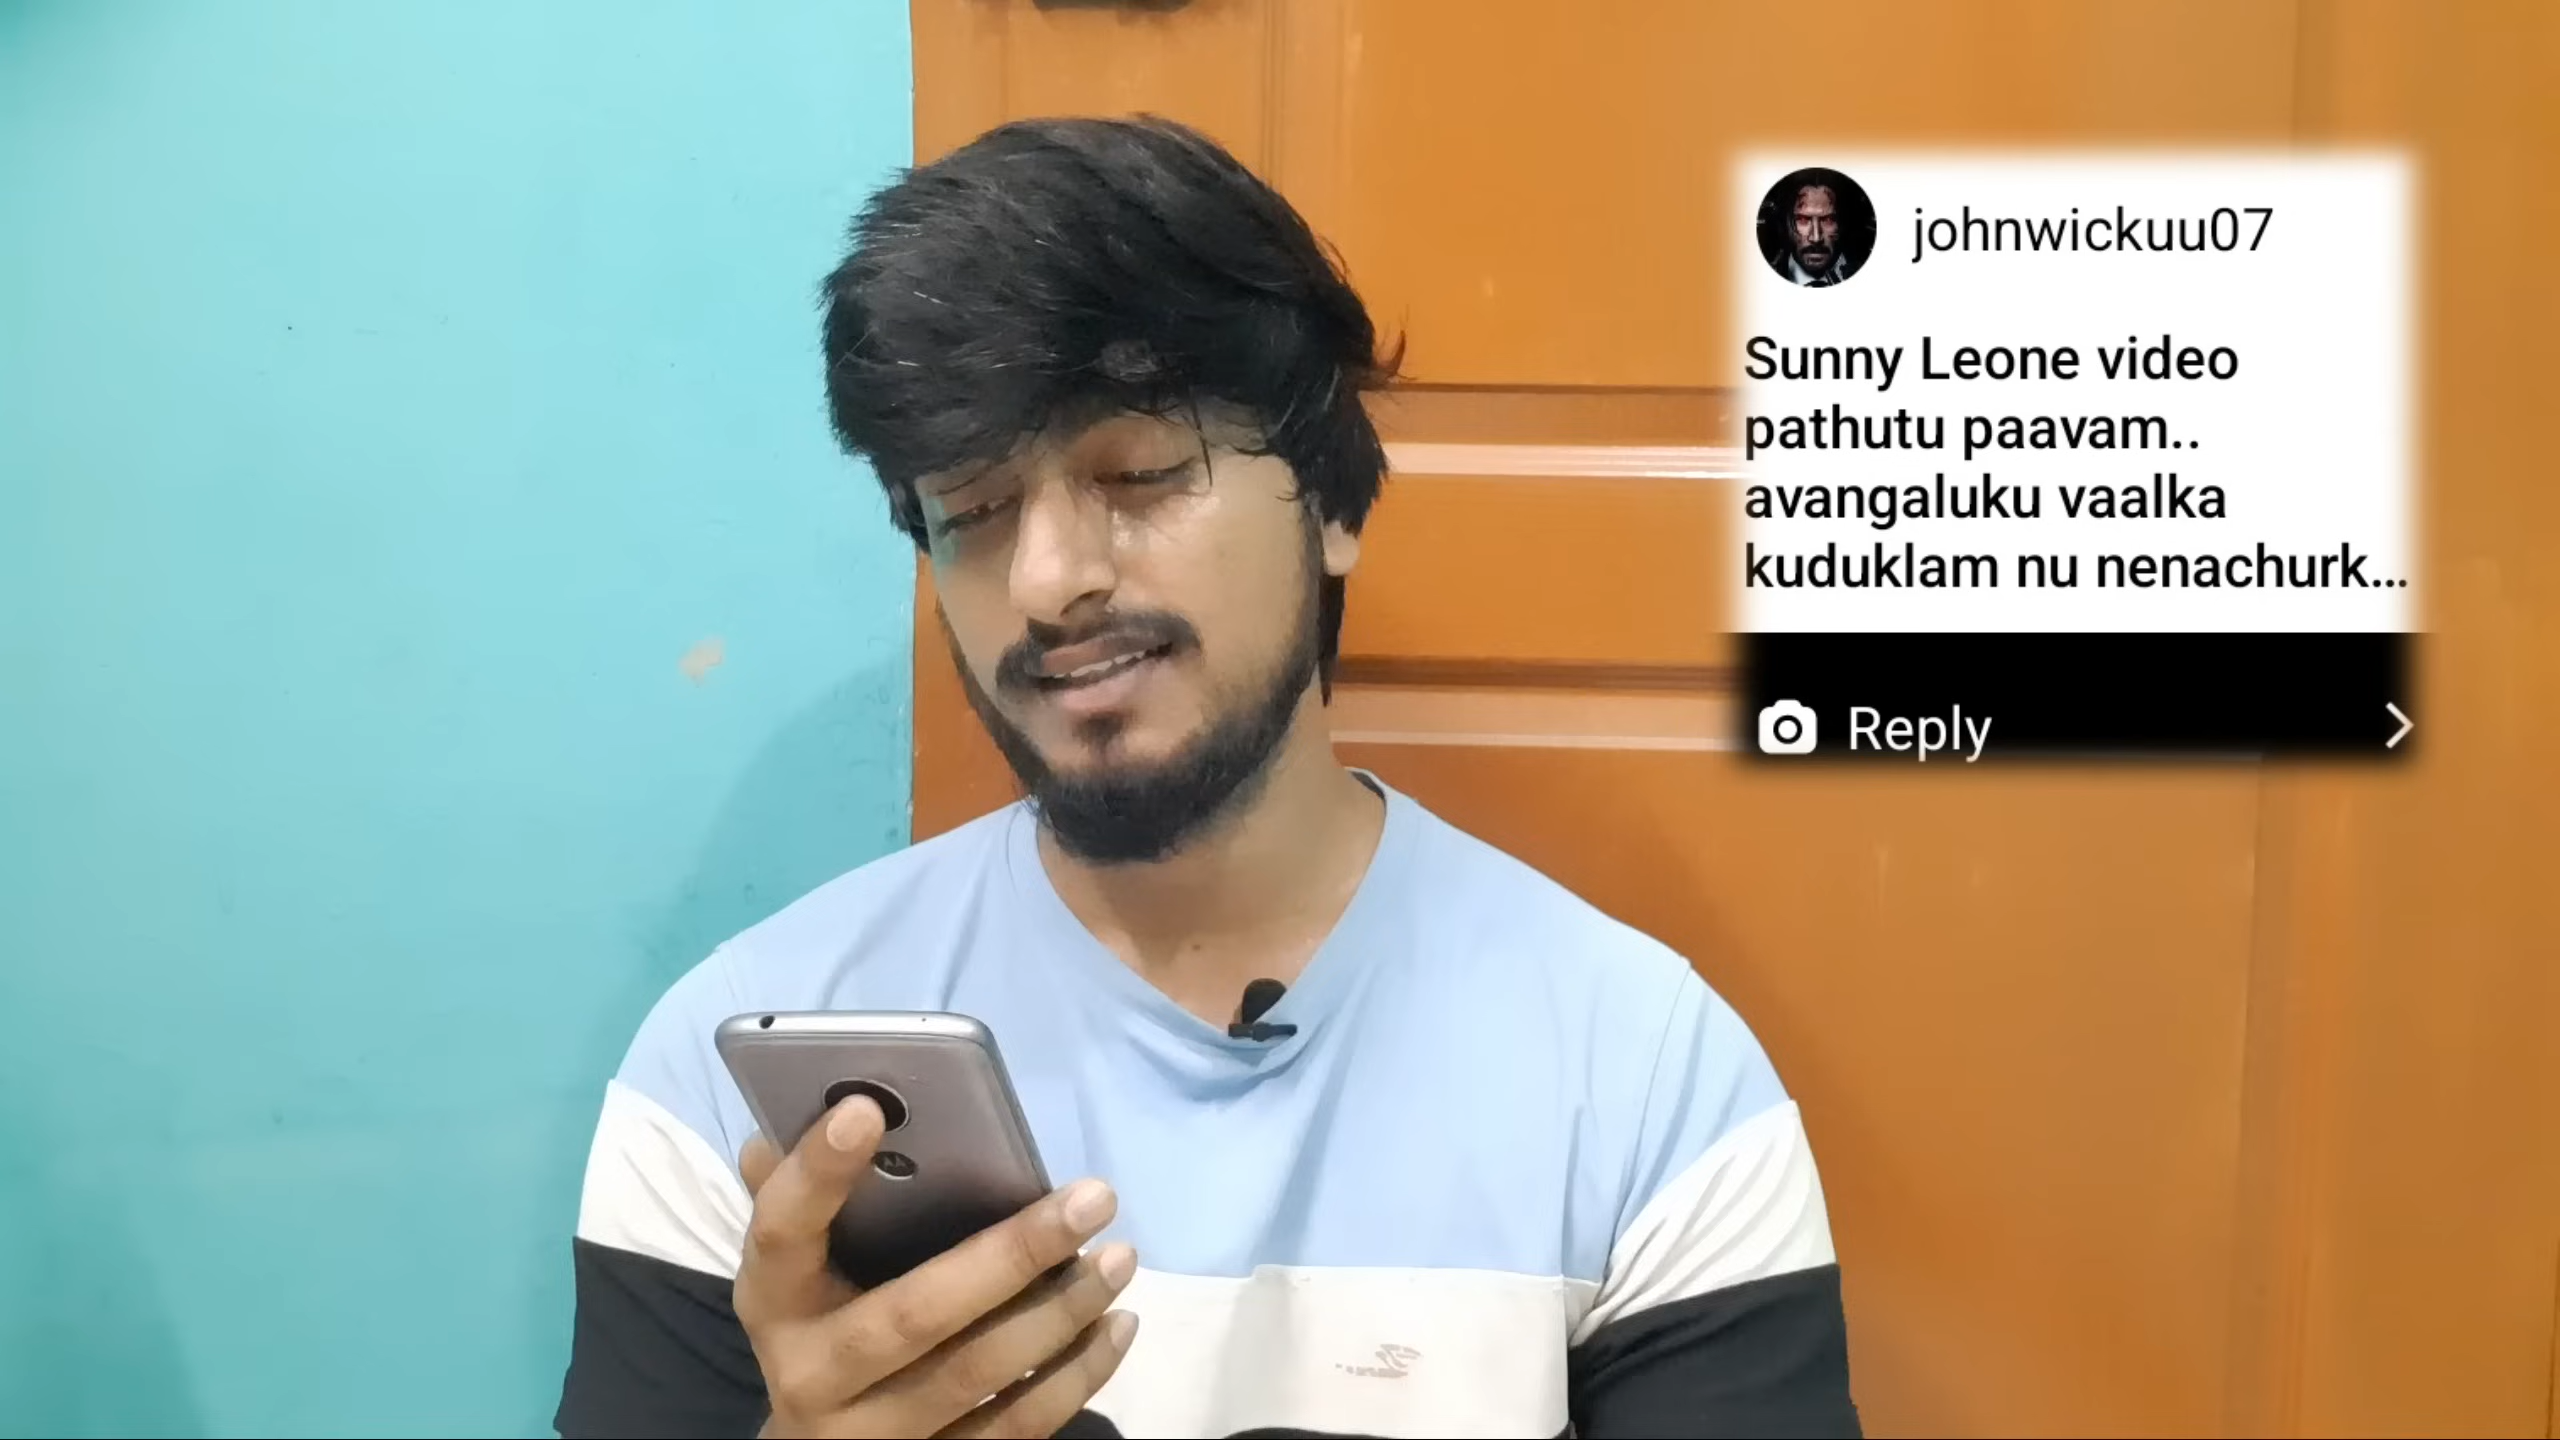 johnwickuu07
Sunny Leone video
pathutu paavam..
avangaluku vaalka
kuduklam nu nenachurk...
Reply